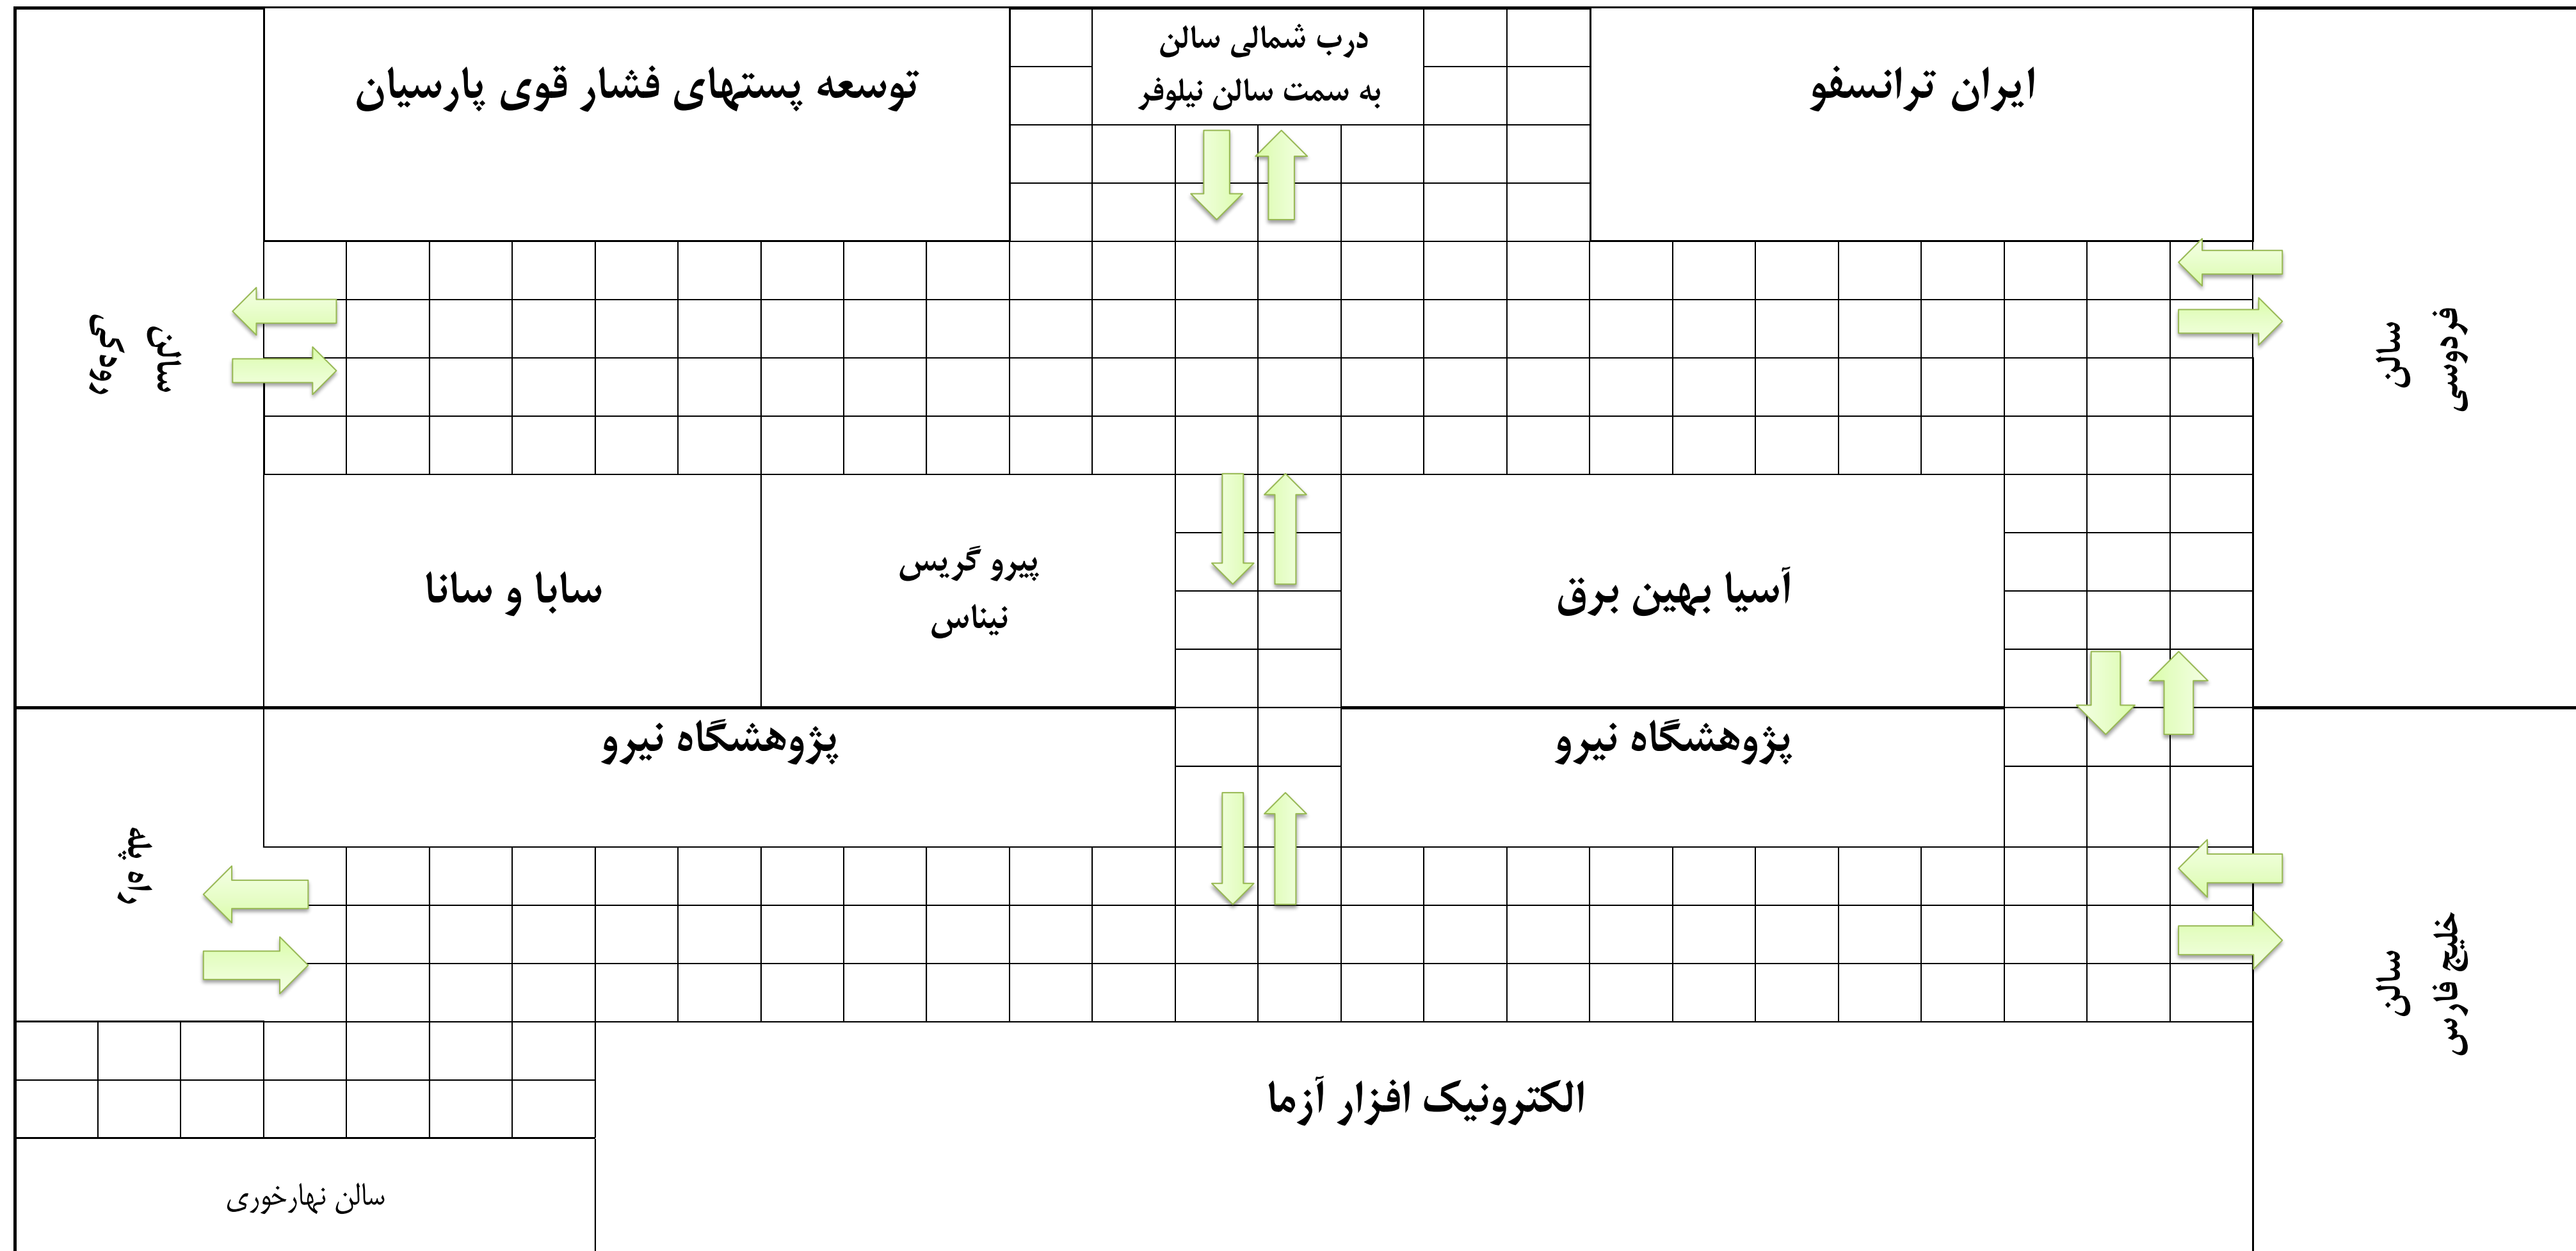 ایران ترانسفو
درب شمالی سالن
به سمت سالن نیلوفر
توسعه پستهای فشار قوی پارسیان
سالن
فردوسی
سالن
رودکی
آسیا بهین برق
پیرو گریس
نیناس
سابا و سانا
پژوهشگاه نیرو
پژوهشگاه نیرو
سالن
خلیج فارس
راه پله
الکترونیک افزار آزما
سالن نهارخوری